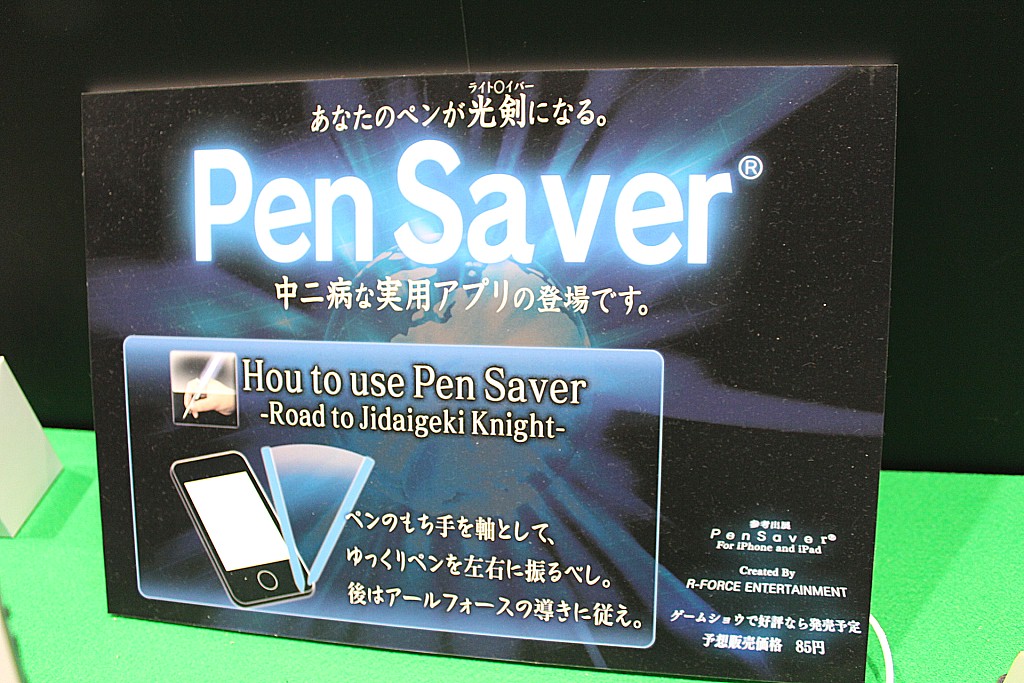 ライト〇イバー
あなたのペンが光剣になる。
Pen Saver®
中二病な実用アプリの登場です。
Hou to use Pen Saver
-Road to Jidaigeki Knight-
ペンのもち手を軸として、
ゆっくりペンを左右に振るべし。
後はアールフォースの導きに従え。
参考出展
PenSaver®
For iPhone and iPad
Created By
R-FORCE ENTERTAINMENT
ゲームショウで好評なら発売予定
予想販売価格 85円